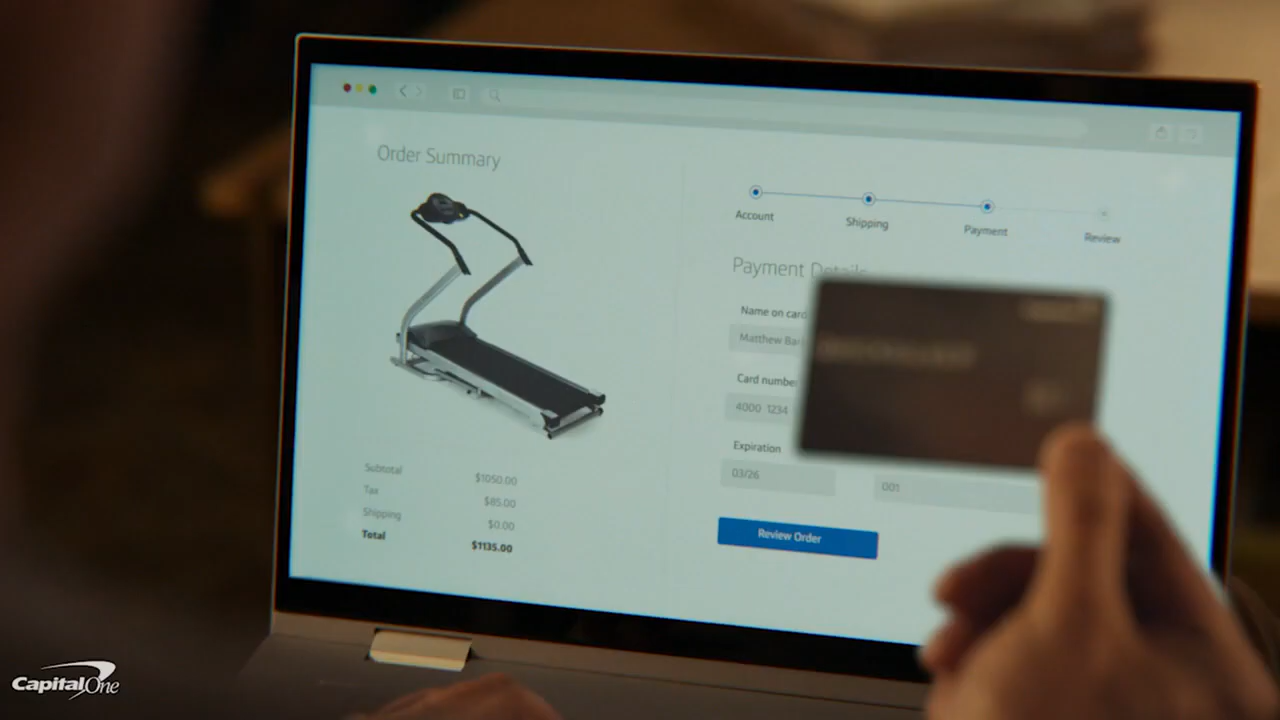 Order Summary
Subtotal $1050.00
Tax $85.00
Shipping $0.00
Total $1135.00
Account
Shipping
Payment
Review
Payment Details
Name on card
Matthew
Card number
4000 1234
Expiration
03/26
001
Review Order
Capital One